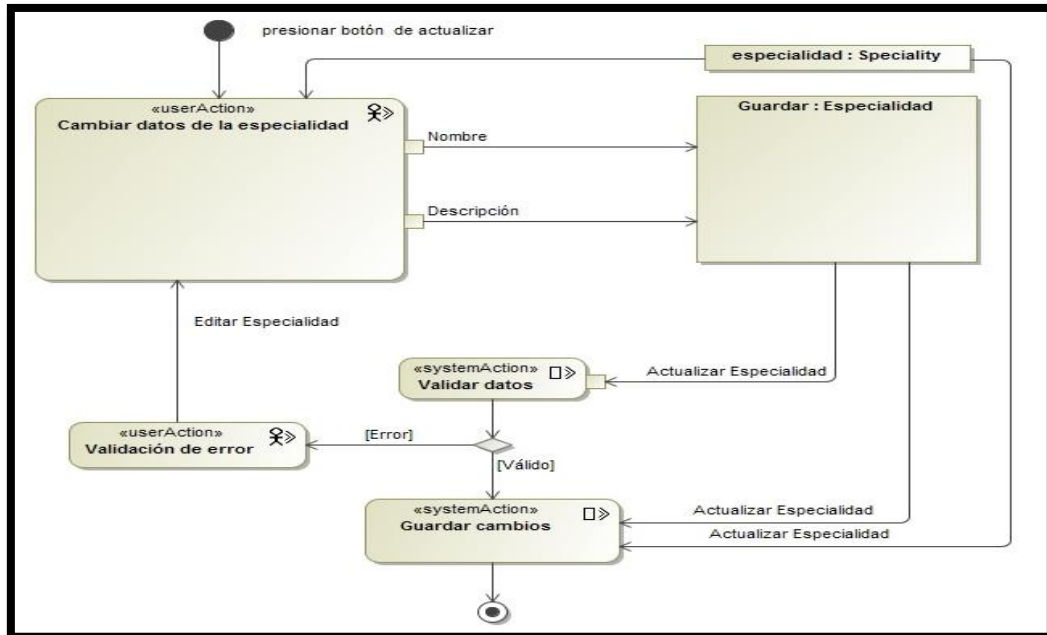 presionar botón de actualizar
especialidad : Speciality
«userAction»
Cambiar datos de la especialidad
Guardar : Especialidad
Nombre
Descripción
Editar Especialidad
«systemAction»
Validar datos
Actualizar Especialidad
«userAction»
Validación de error
[Error]
[Válido]
«systemAction»
Guardar cambios
Actualizar Especialidad
Actualizar Especialidad